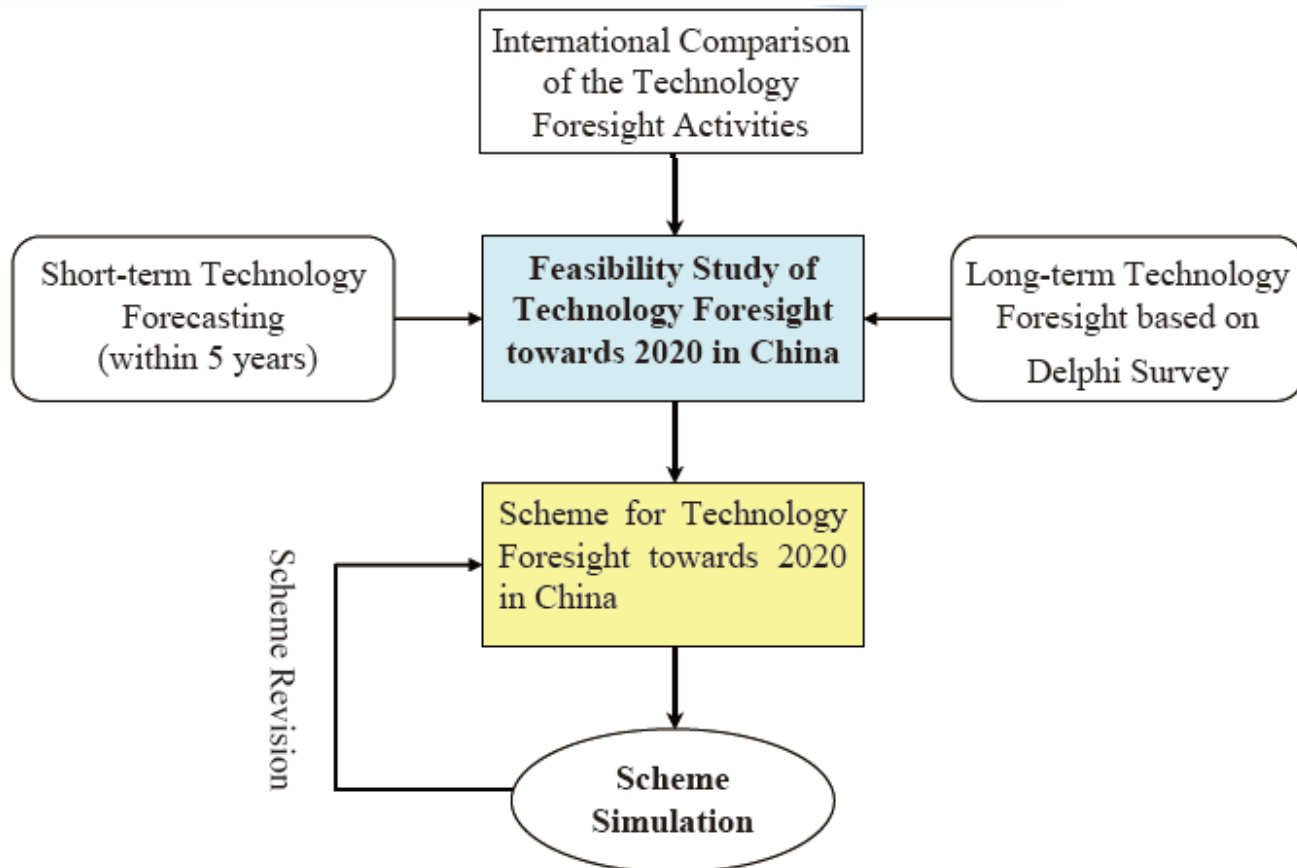 International Comparison
of the Technology
Foresight Activities
Short-term Technology
Forecasting
(within 5 years)
Feasibility Study of
Technology Foresight
towards 2020 in China
Long-term Technology
Foresight based on
Delphi Survey
Scheme for Technology
Foresight towards 2020
in China
Scheme Revision
Scheme
Simulation